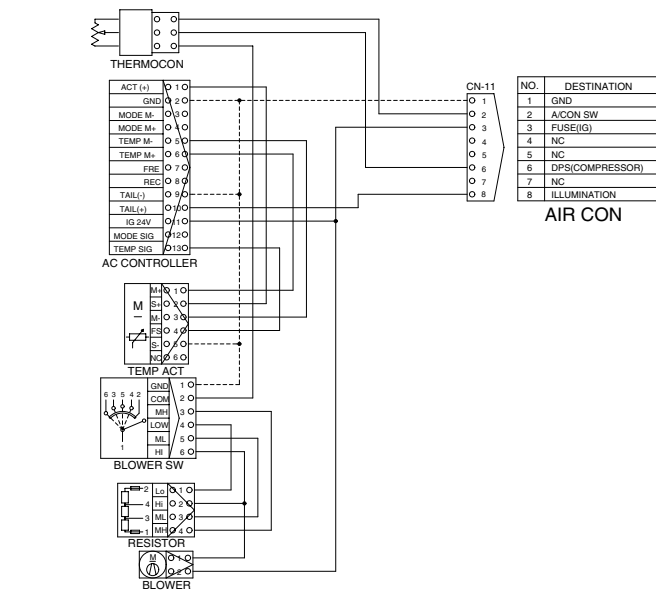 THERMOCON
ACT (+) 1
GND 2
MODE M- 3
MODE M+ 4
TEMP M- 5
TEMP M+ 6
FRE 7
REC 8
TAIL(-) 9
TAIL(+) 10
IG 24V 11
MODE SIG 12
TEMP SIG 13
AC CONTROLLER
CN-11
1
2
3
4
5
6
7
8
NO. DESTINATION
1 GND
2 A/CON SW
3 FUSE(IG)
4 NC
5 NC
6 DPS(COMPRESSOR)
7 NC
8 ILLUMINATION
AIR CON
M
M+ 1
S+ 2
M- 3
FS 4
S- 5
NC 6
TEMP ACT
6 3 5 4 2
1
GND 1
COM 2
MH 3
LOW 4
ML 5
HI 6
BLOWER SW
2 Lo 1
4 Hi 2
3 ML 3
1 MH 4
RESISTOR
M 1
2
BLOWER